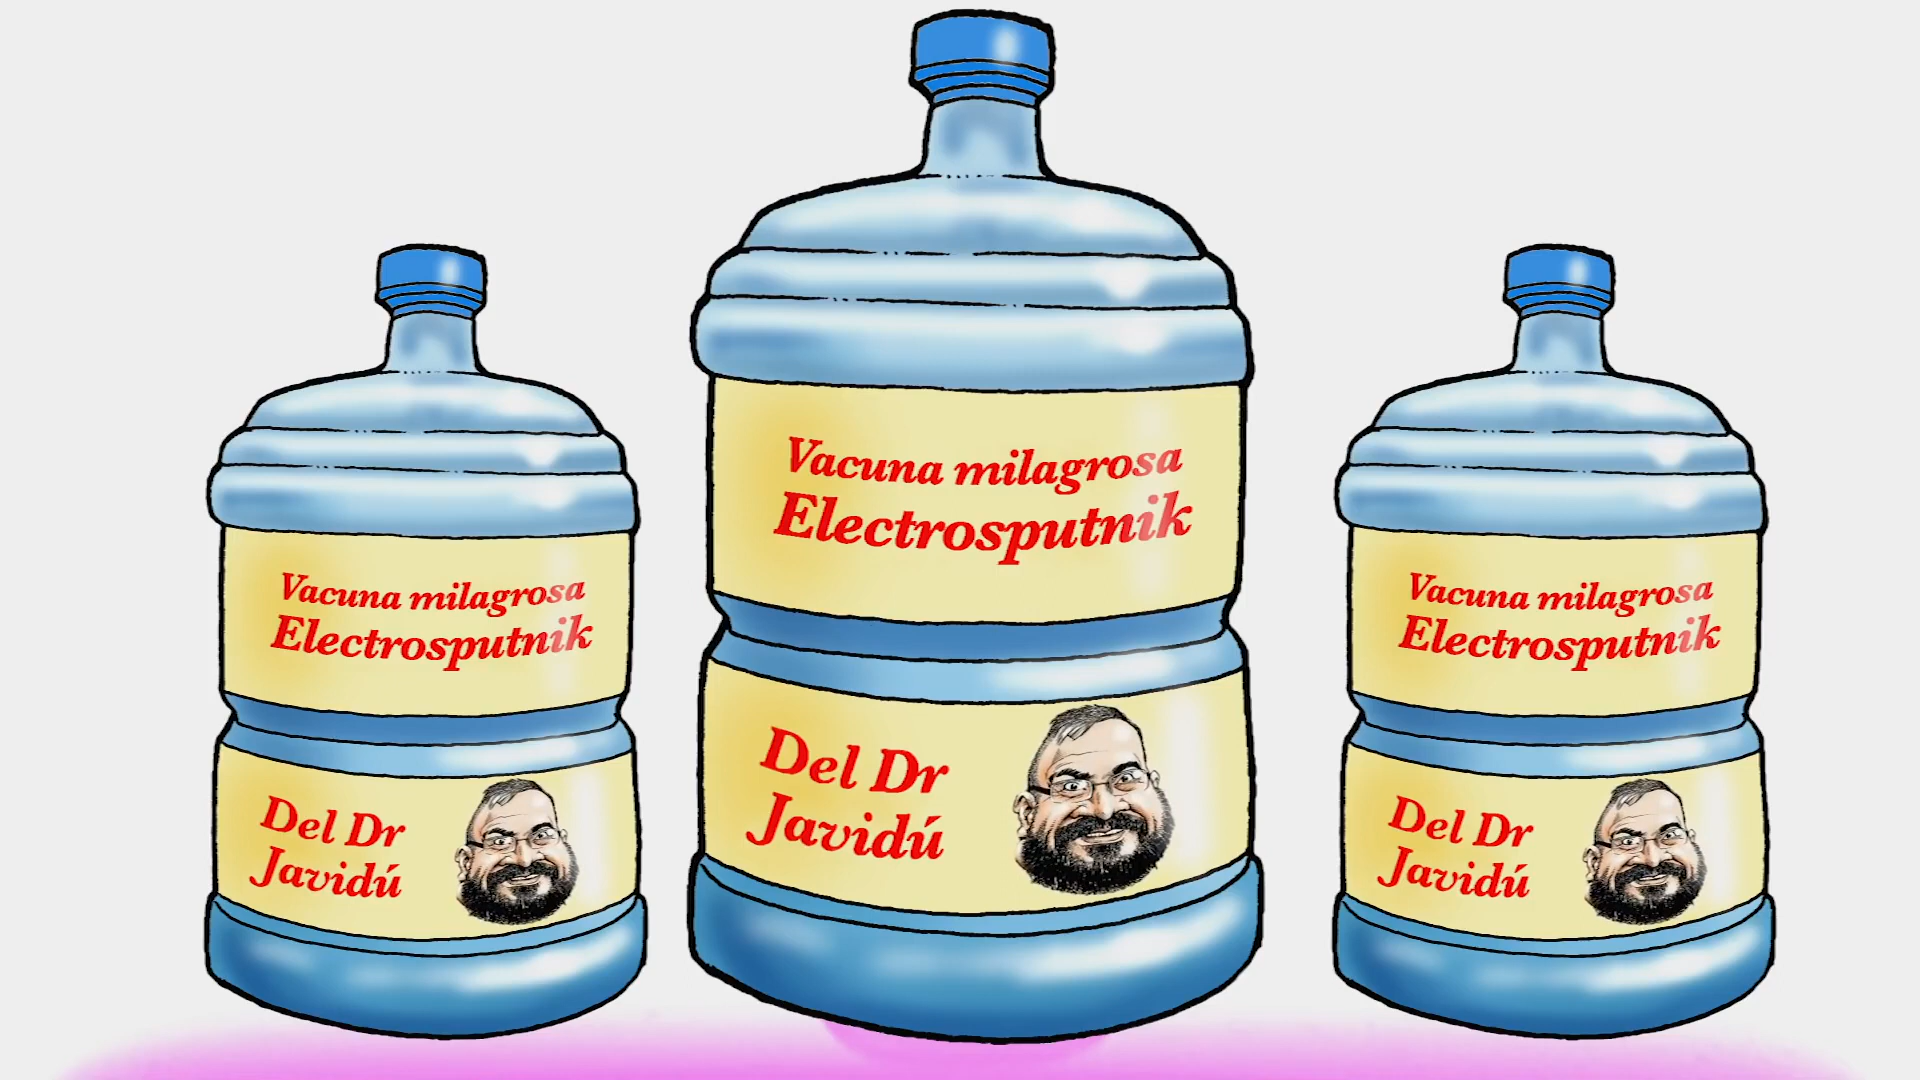 Vacuna milagrosa
Electrosputnik
Del Dr
Javidú
Vacuna milagrosa
Electrosputnik
Del Dr
Javidú
Vacuna milagrosa
Electrosputnik
Del Dr
Javidú